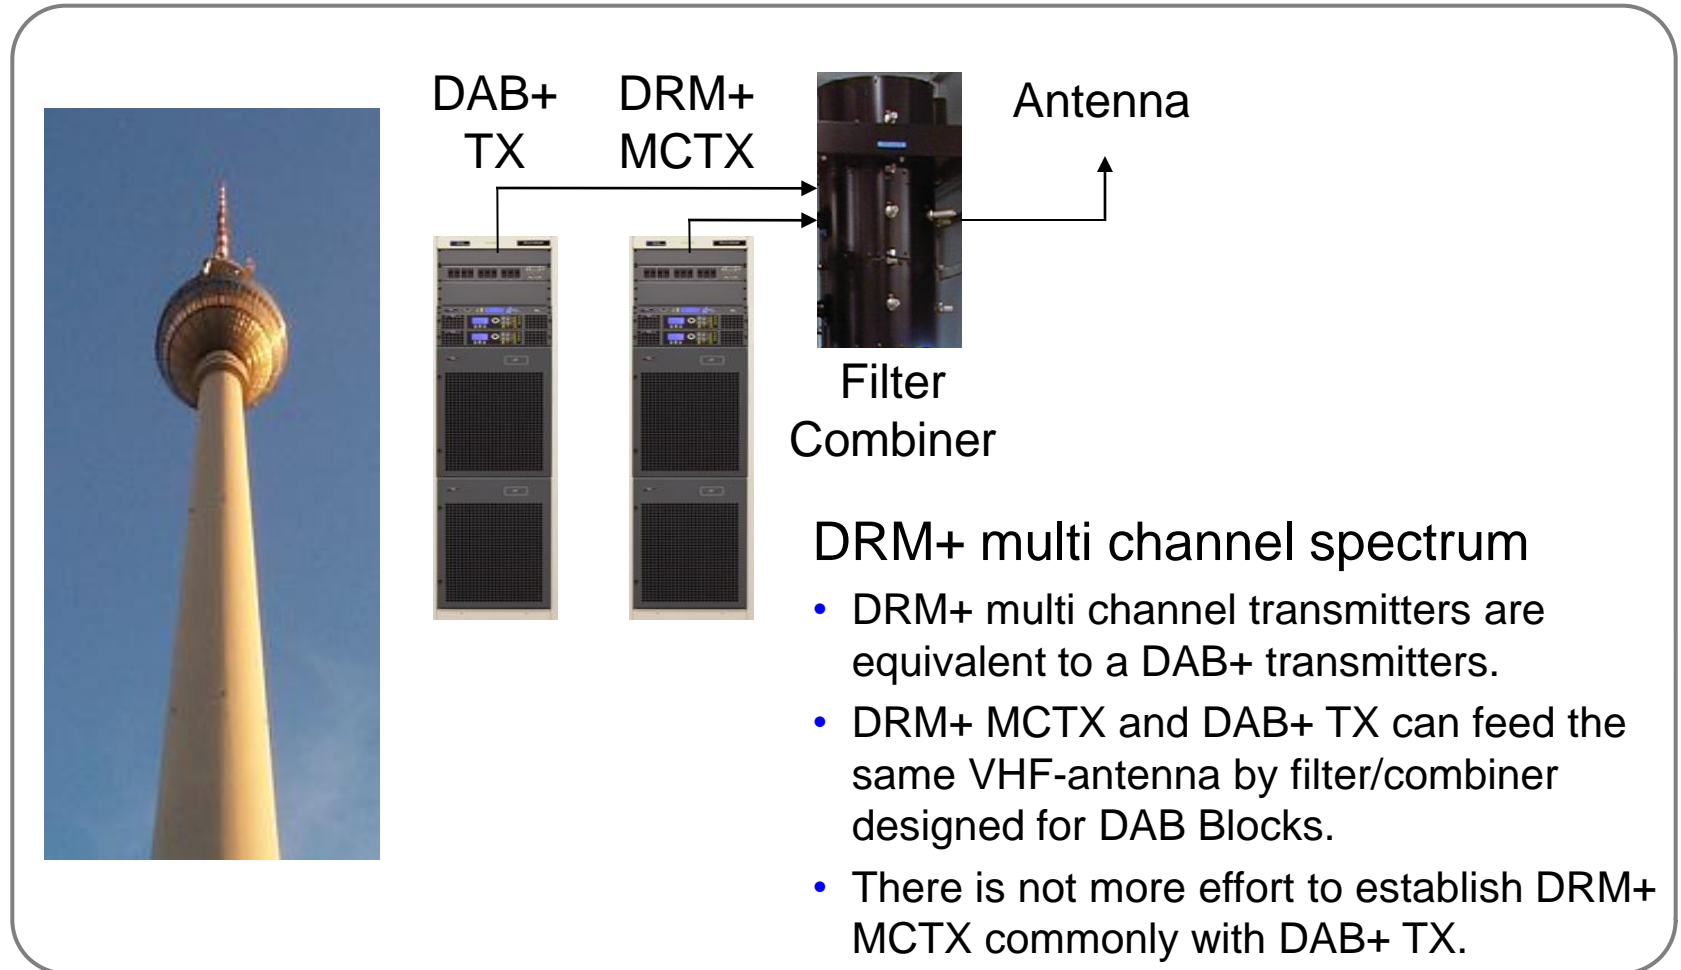 DAB+
TX
DRM+
MCTX
Antenna
Filter
Combiner
DRM+ multi channel spectrum
• DRM+ multi channel transmitters are
equivalent to a DAB+ transmitters.
• DRM+ MCTX and DAB+ TX can feed the
same VHF-antenna by filter/combiner
designed for DAB Blocks.
• There is not more effort to establish DRM+
MCTX commonly with DAB+ TX.